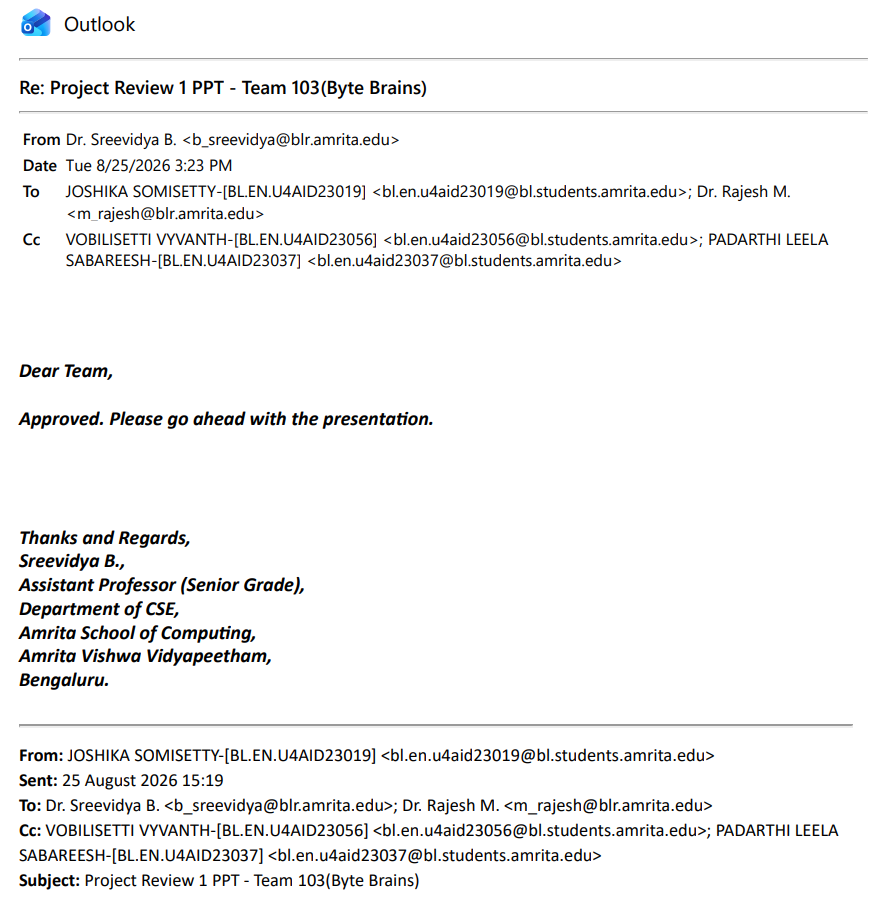 Outlook
Re: Project Review 1 PPT - Team 103(Byte Brains)
From Dr. Sreevidya B. <b_sreevidya@blr.amrita.edu>
Date Tue 8/25/2026 3:23 PM
To JOSHIKA SOMISETTY-[BL.EN.U4AID23019] <bl.en.u4aid23019@bl.students.amrita.edu>; Dr. Rajesh M.
<m_rajesh@blr.amrita.edu>
Cc VOBILISETTI VYVANTH-[BL.EN.U4AID23056] <bl.en.u4aid23056@bl.students.amrita.edu>; PADARTHI LEELA
SABAREESH-[BL.EN.U4AID23037] <bl.en.u4aid23037@bl.students.amrita.edu>
Dear Team,
Approved. Please go ahead with the presentation.
Thanks and Regards,
Sreevidya B.,
Assistant Professor (Senior Grade),
Department of CSE,
Amrita School of Computing,
Amrita Vishwa Vidyapeetham,
Bengaluru.
From: JOSHIKA SOMISETTY-[BL.EN.U4AID23019] <bl.en.u4aid23019@bl.students.amrita.edu>
Sent: 25 August 2026 15:19
To: Dr. Sreevidya B. <b_sreevidya@blr.amrita.edu>; Dr. Rajesh M. <m_rajesh@blr.amrita.edu>
Cc: VOBILISETTI VYVANTH-[BL.EN.U4AID23056] <bl.en.u4aid23056@bl.students.amrita.edu>; PADARTHI LEELA
SABAREESH-[BL.EN.U4AID23037] <bl.en.u4aid23037@bl.students.amrita.edu>
Subject: Project Review 1 PPT - Team 103(Byte Brains)